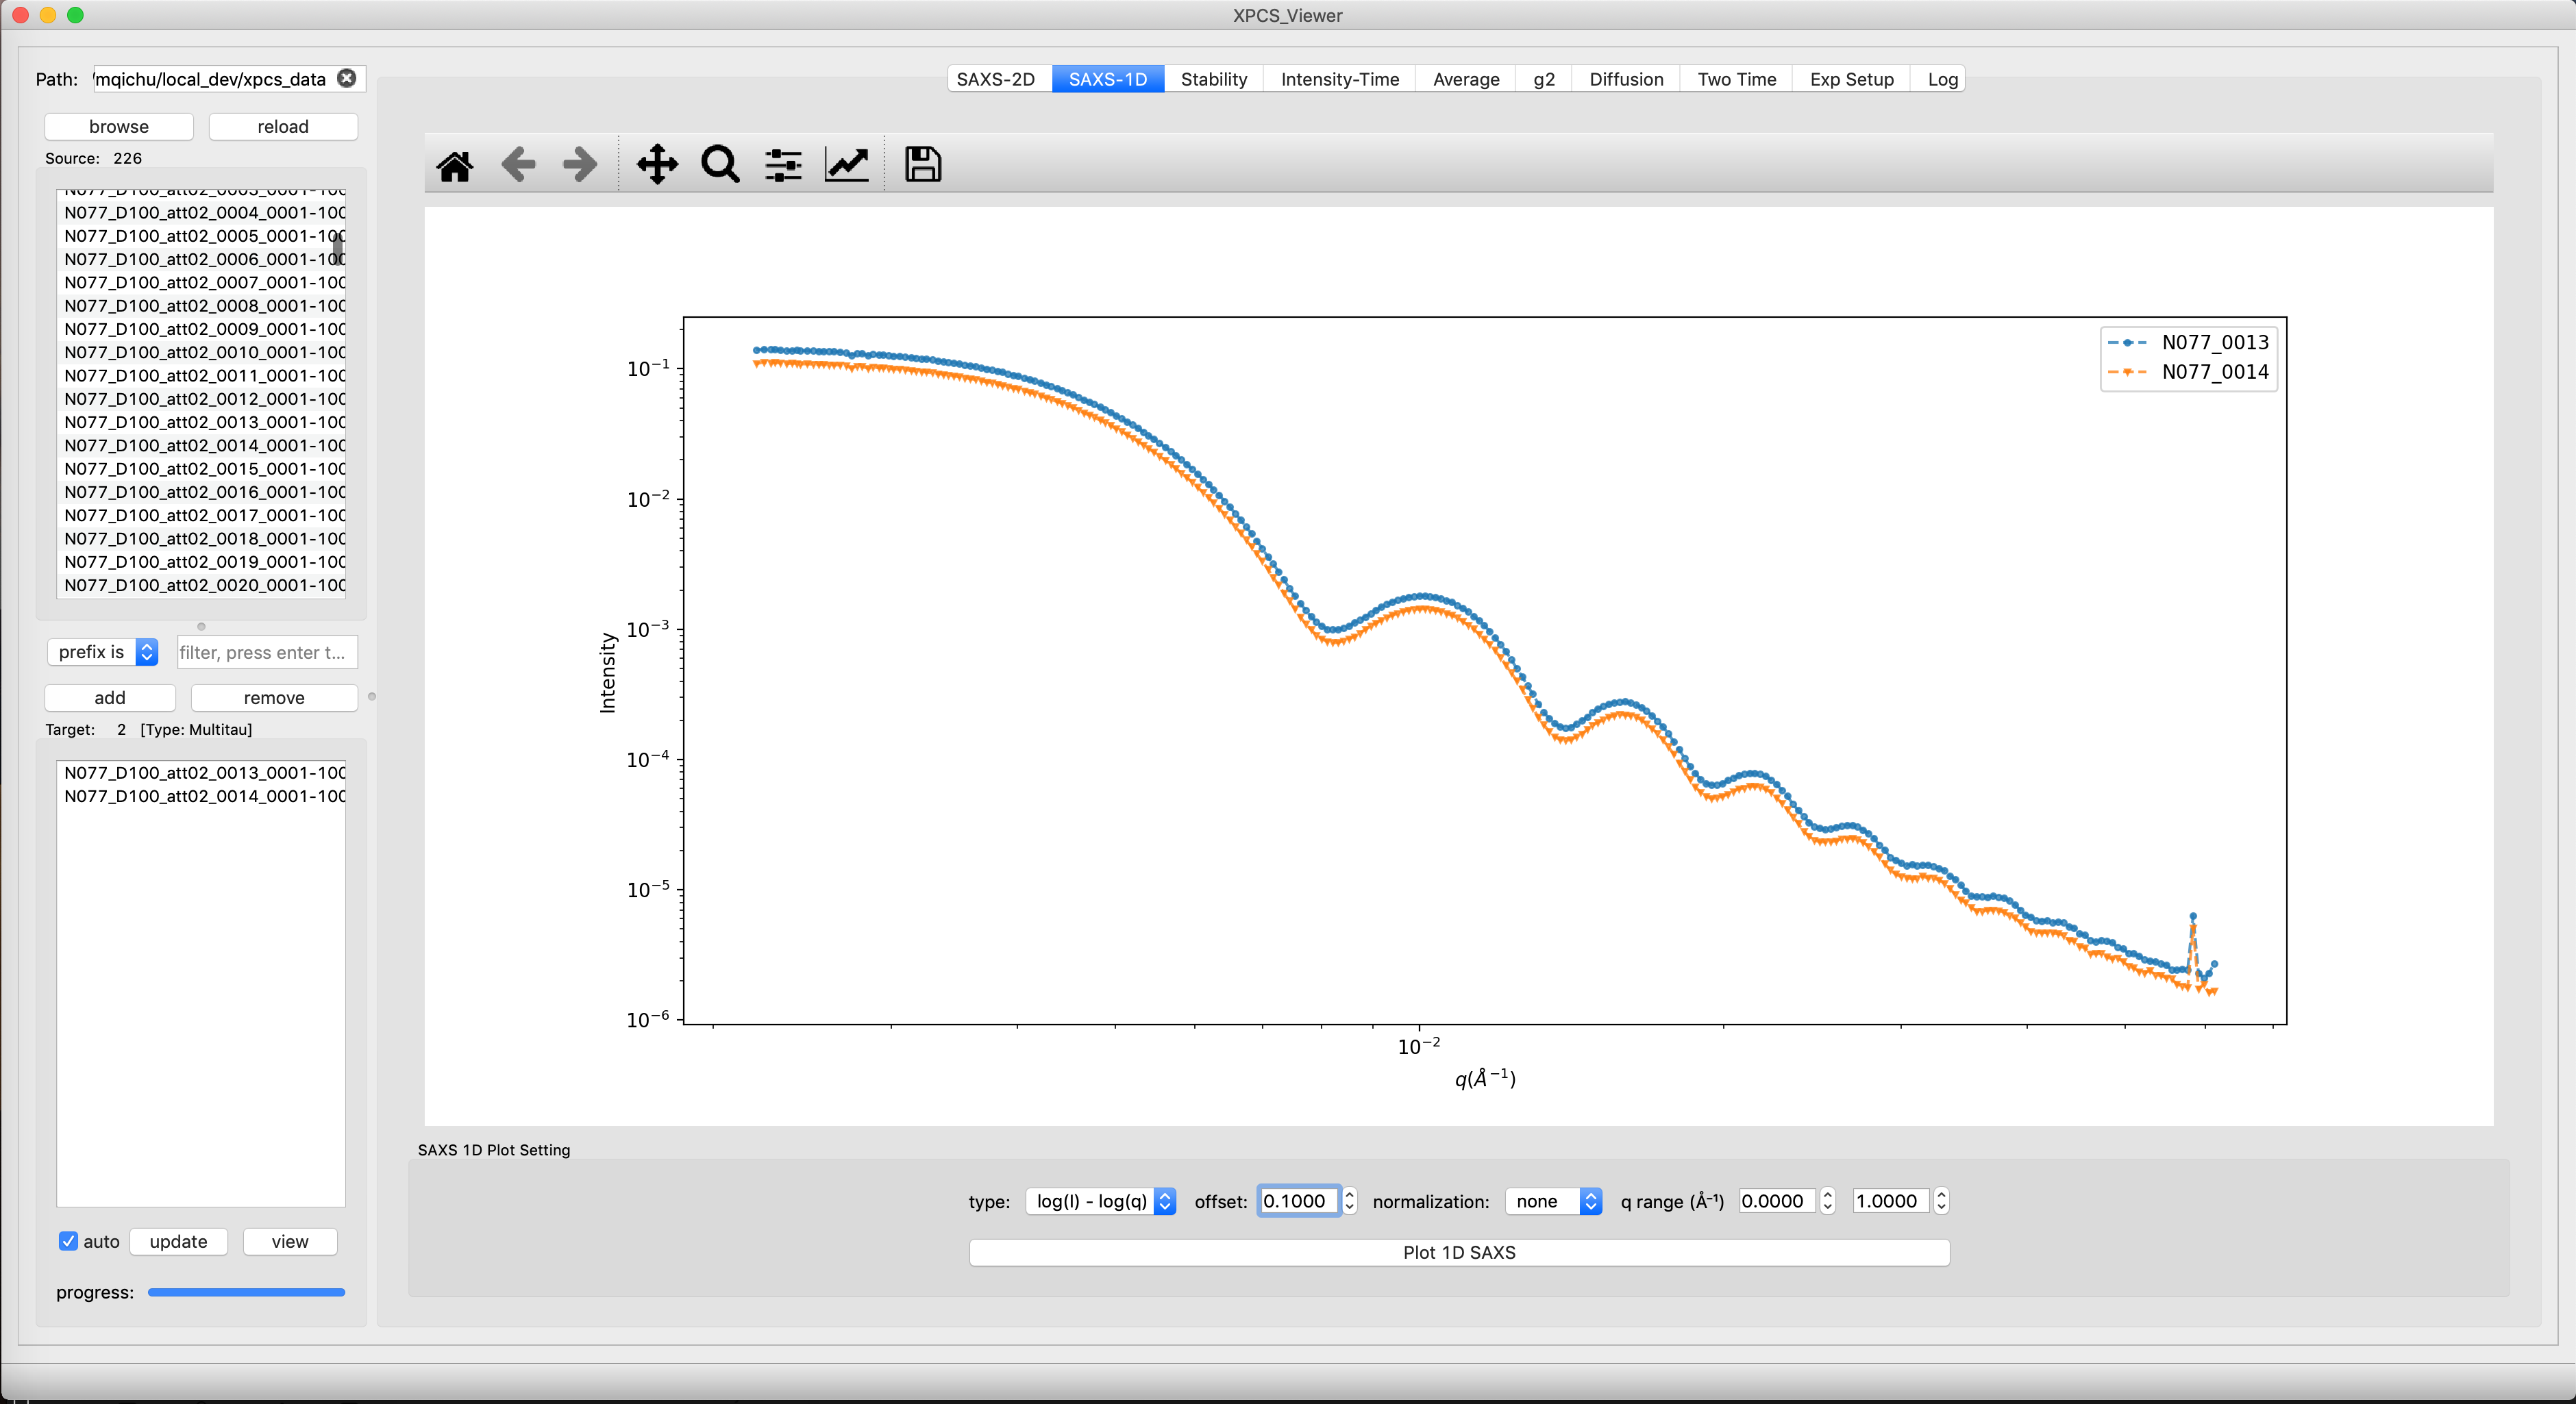 XPCS_Viewer
Path: /mqichu/local_dev/xpcs_data
browse reload
Source: 226
N077_D100_att02_0003_0001-100
N077_D100_att02_0004_0001-100
N077_D100_att02_0005_0001-100
N077_D100_att02_0006_0001-100
N077_D100_att02_0007_0001-100
N077_D100_att02_0008_0001-100
N077_D100_att02_0009_0001-100
N077_D100_att02_0010_0001-100
N077_D100_att02_0011_0001-100
N077_D100_att02_0012_0001-100
N077_D100_att02_0013_0001-100
N077_D100_att02_0014_0001-100
N077_D100_att02_0015_0001-100
N077_D100_att02_0016_0001-100
N077_D100_att02_0017_0001-100
N077_D100_att02_0018_0001-100
N077_D100_att02_0019_0001-100
N077_D100_att02_0020_0001-100
prefix is filter, press enter t...
add remove
Target: 2 [Type: Multitau]
N077_D100_att02_0013_0001-100
N077_D100_att02_0014_0001-100
auto update view
progress:
SAXS-2D SAXS-1D Stability Intensity-Time Average g2 Diffusion Two Time Exp Setup Log
N077_0013
N077_0014
10⁻¹
10⁻²
10⁻³
10⁻⁴
10⁻⁵
10⁻⁶
Intensity
10⁻²
q(Å⁻¹)
SAXS 1D Plot Setting
type: log(I) - log(q) offset: 0.1000 normalization: none q range (Å⁻¹) 0.0000 1.0000
Plot 1D SAXS